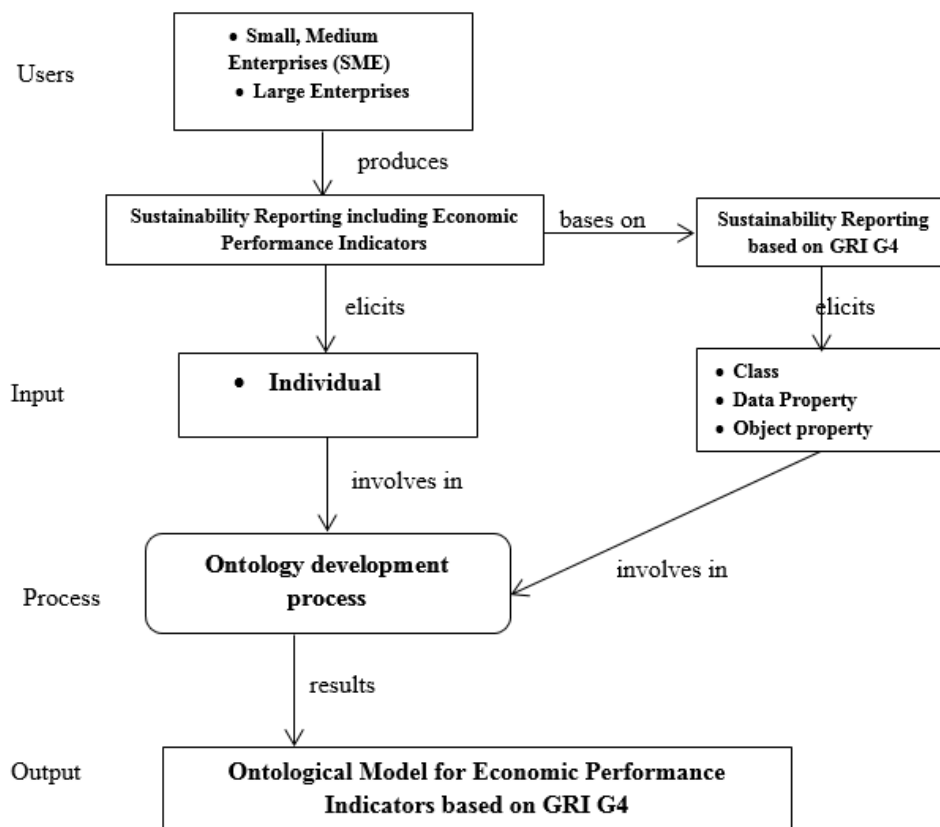 • Small, Medium
Enterprises (SME)
• Large Enterprises
Users
produces
Sustainability Reporting including Economic
Performance Indicators
bases on
Sustainability Reporting
based on GRI G4
elicits
elicits
Input
• Individual
• Class
• Data Property
• Object property
involves in
Ontology development
process
involves in
Process
results
Output
Ontological Model for Economic Performance
Indicators based on GRI G4